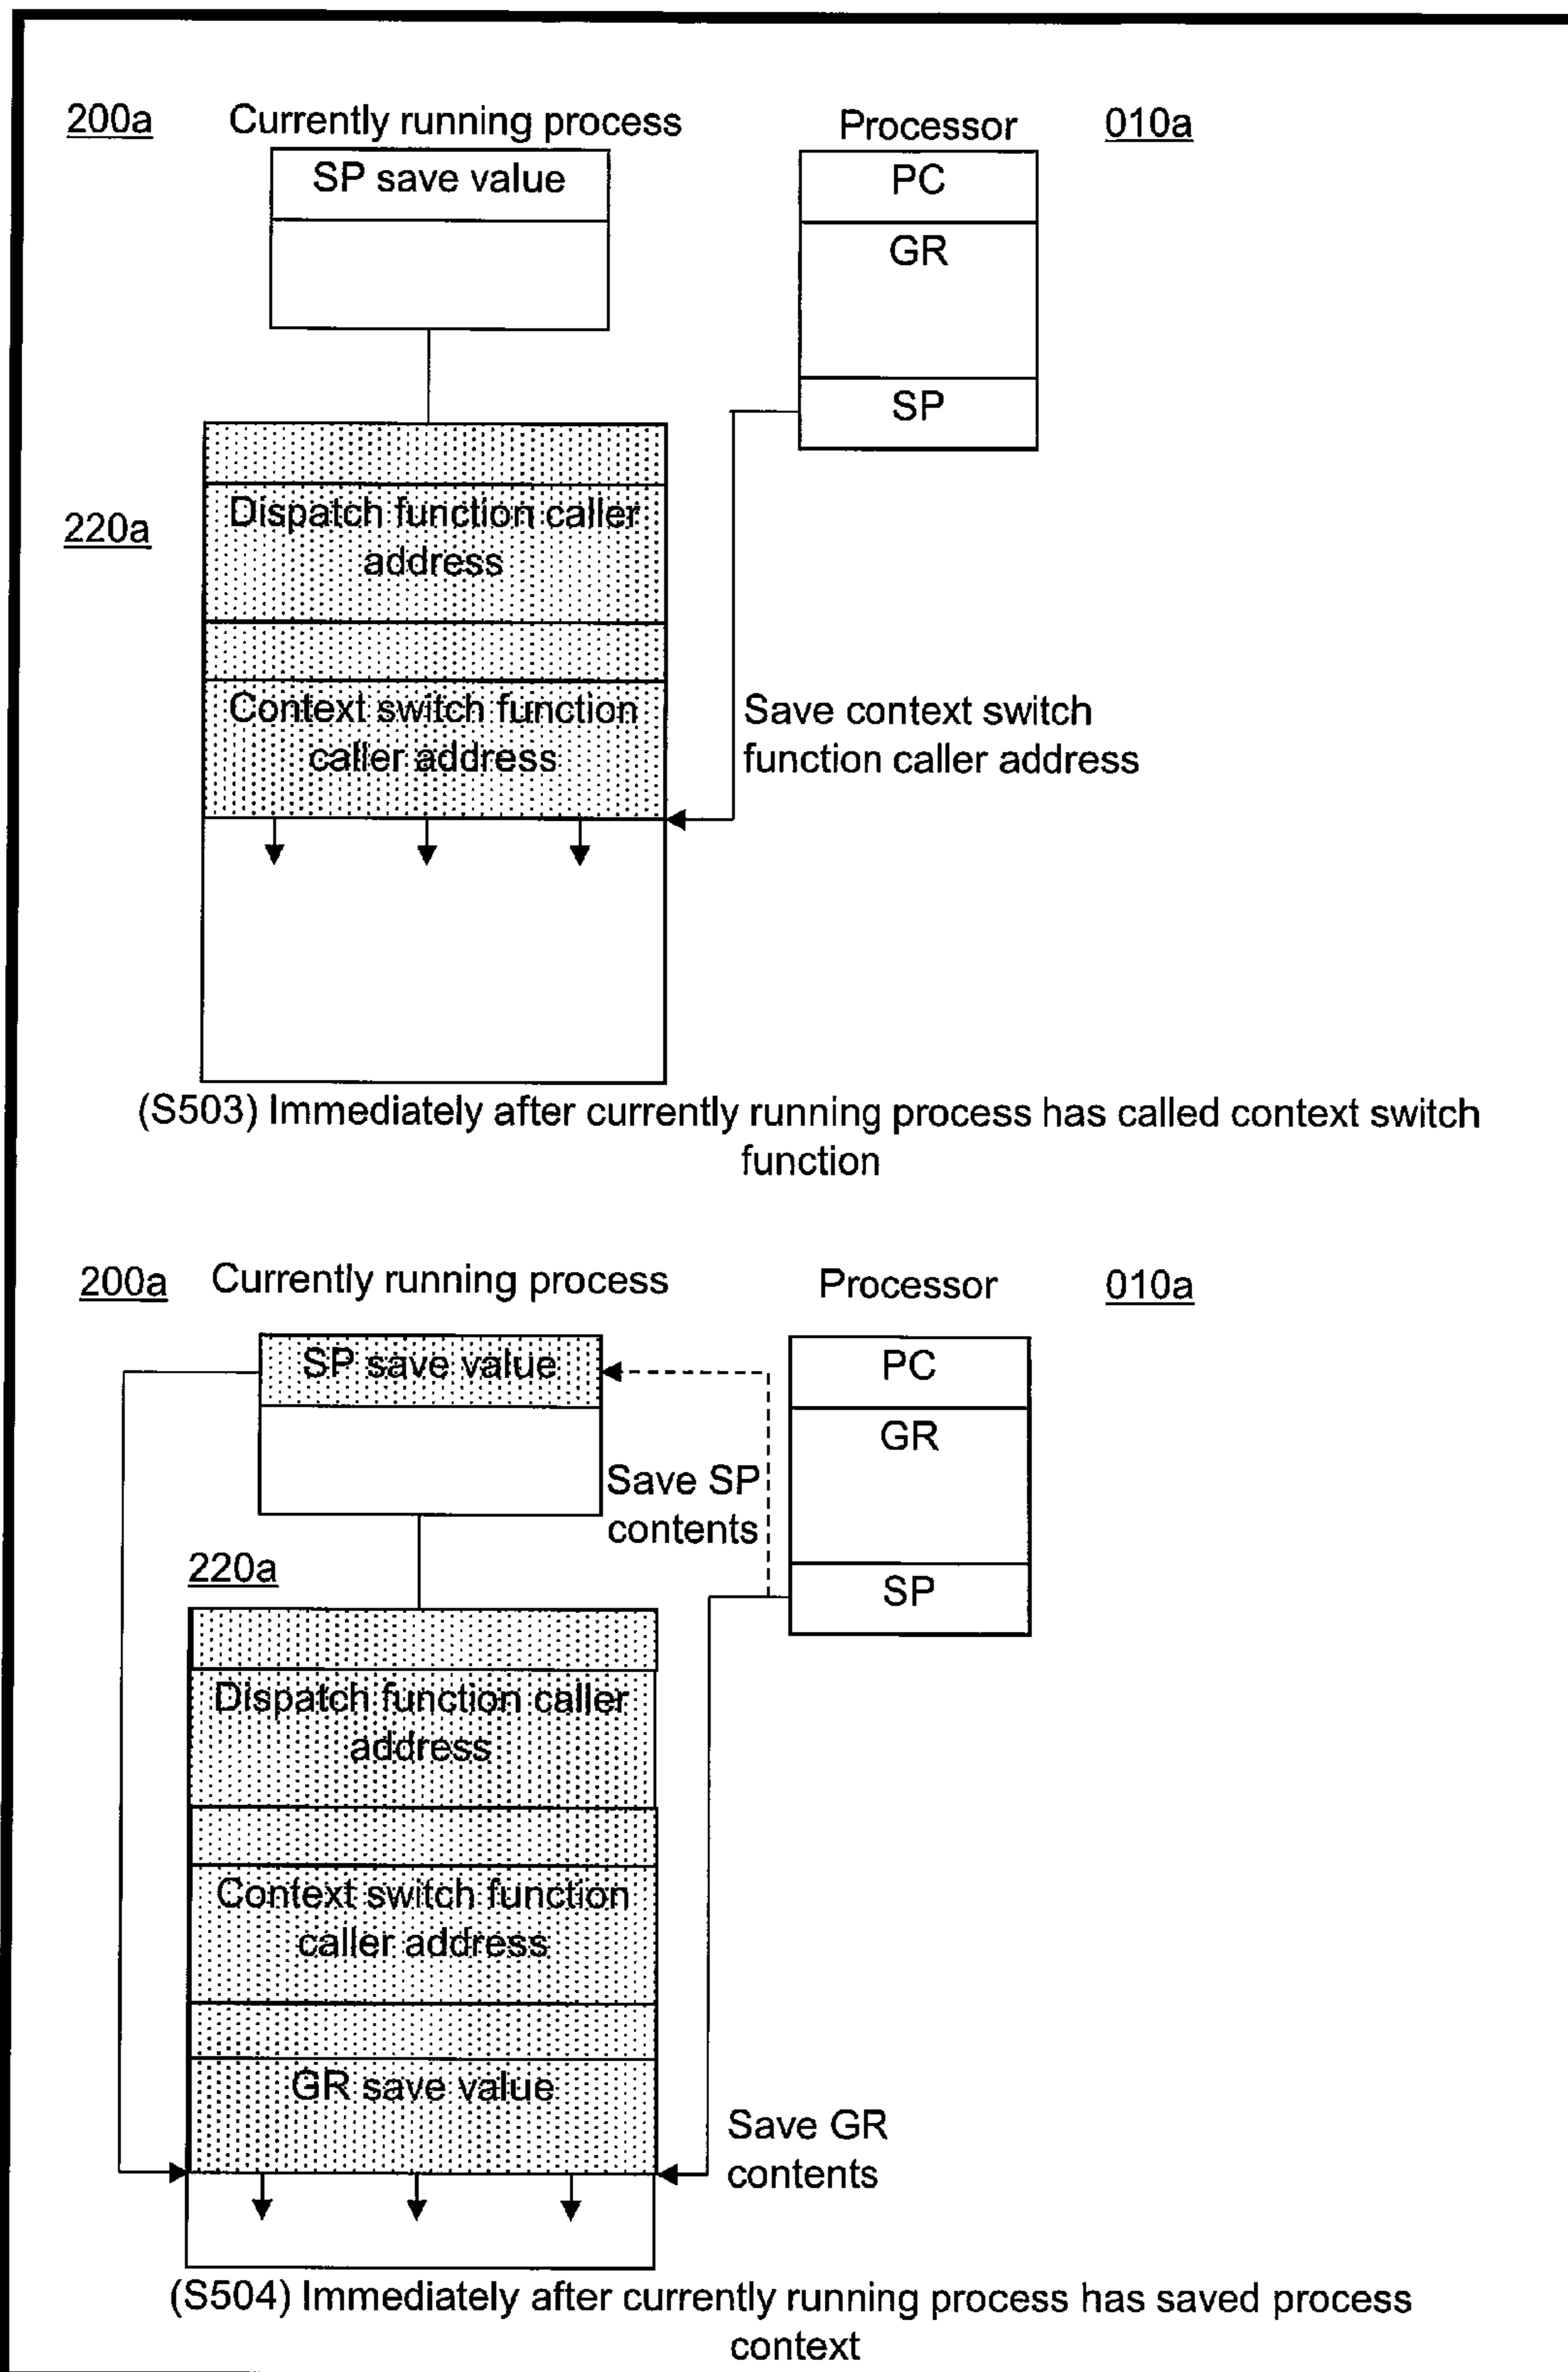 200a Currently running process Processor 010a
SP save value
PC
GR
SP
220a
Dispatch function caller
address
Context switch function
caller address
Save context switch
function caller address
(S503) Immediately after currently running process has called context switch
function
200a Currently running process Processor 010a
SP save value
PC
GR
Save SP
contents
SP
220a
Dispatch function caller
address
Context switch function
caller address
GR save value
Save GR
contents
(S504) Immediately after currently running process has saved process
context